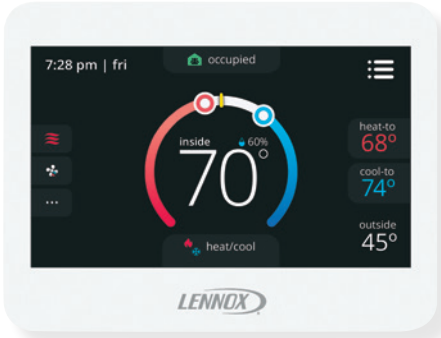 7:28 pm | fri
occupied
inside
60%
70°
heat-to
68°
cool-to
74°
outside
45°
heat/cool
LENNOX